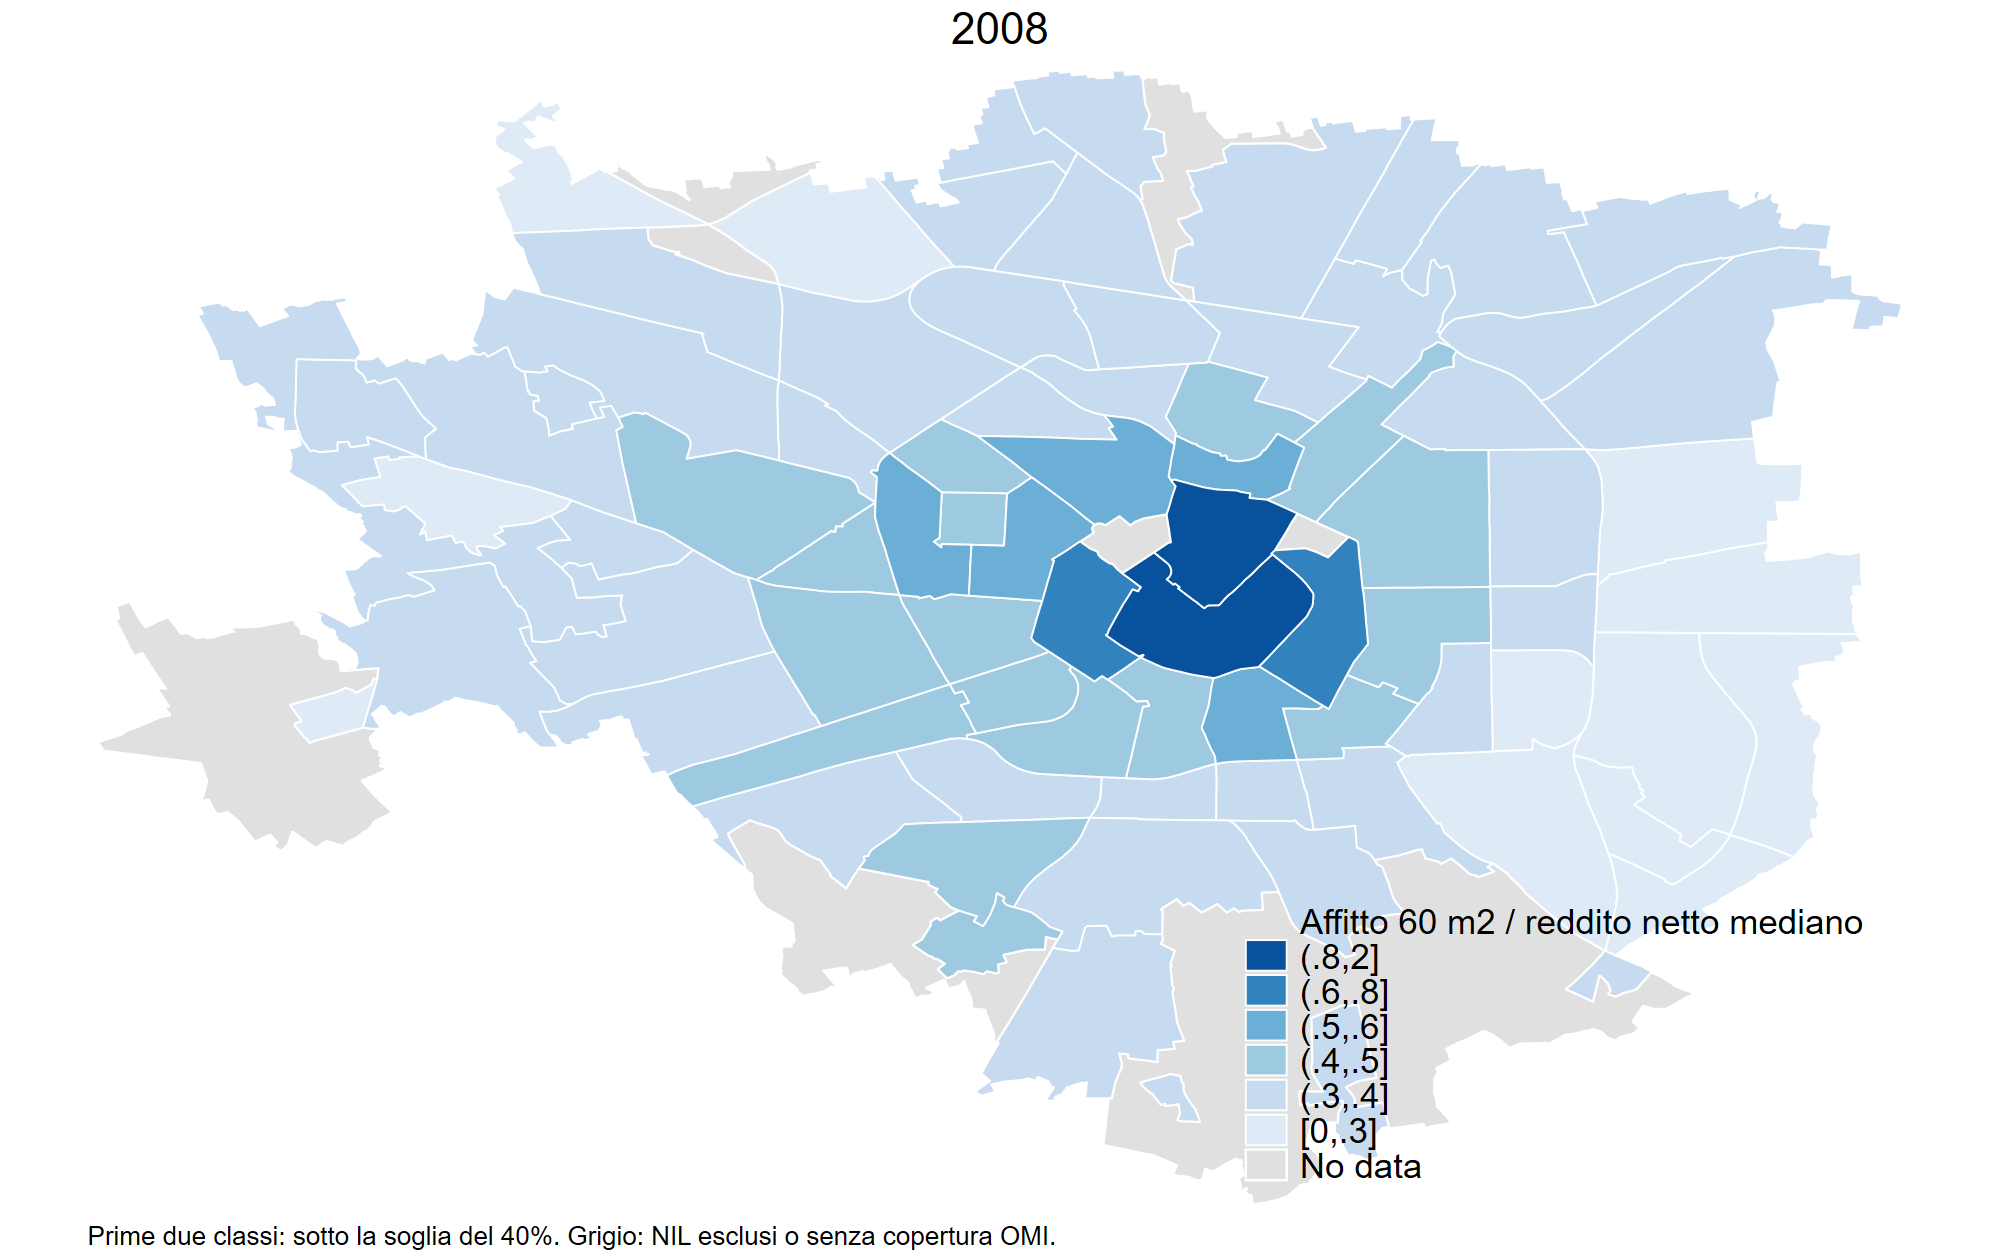 2008
Affitto 60 m2 / reddito netto mediano
(.8,2]
(.6,.8]
(.5,.6]
(.4,.5]
(.3,.4]
[0,.3]
No data
Prime due classi: sotto la soglia del 40%. Grigio: NIL esclusi o senza copertura OMI.